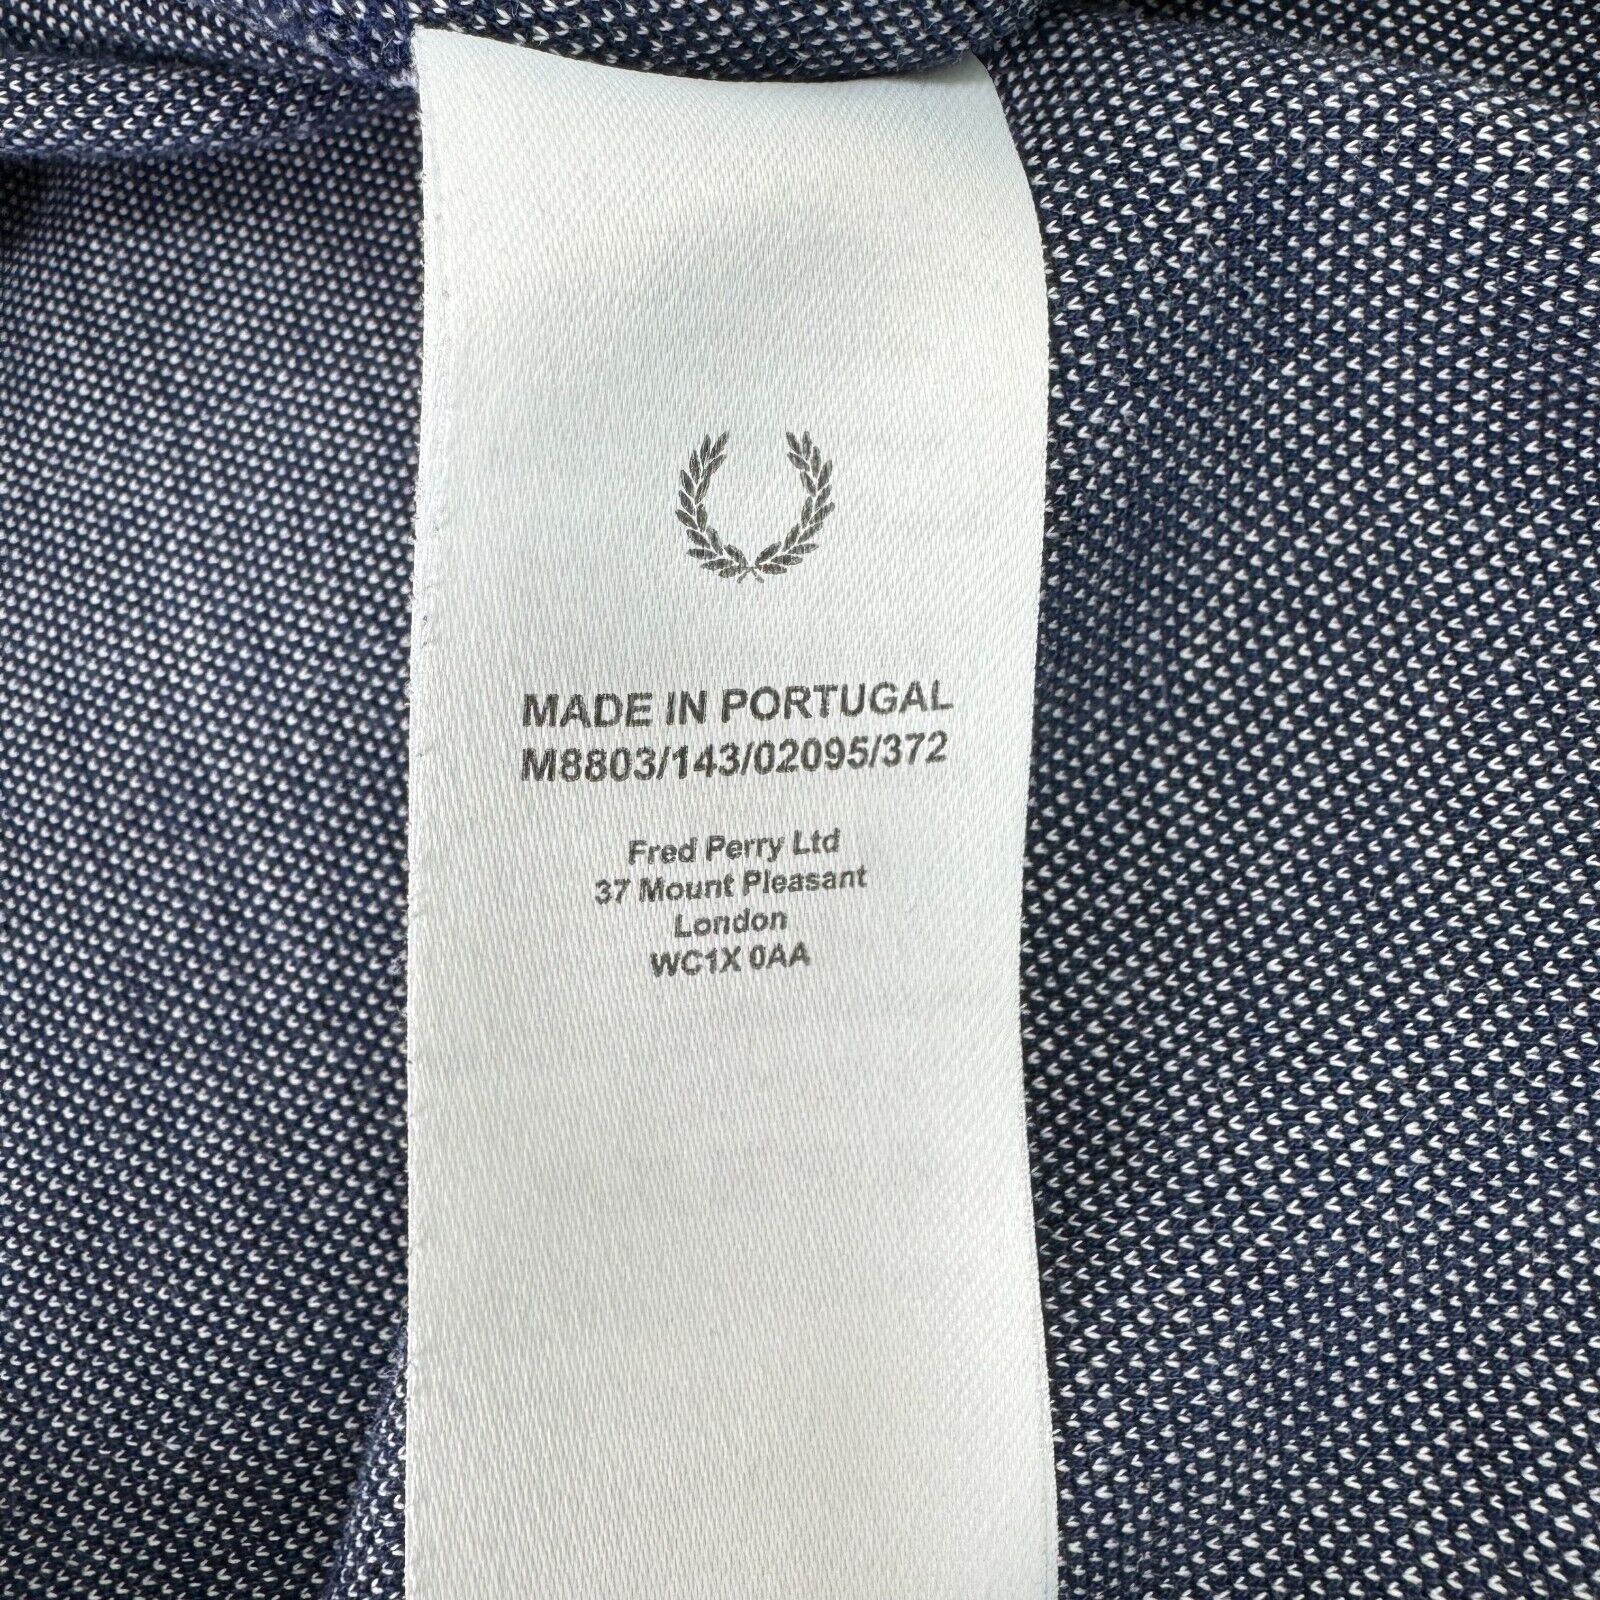 MADE IN PORTUGAL
M8803/143/02095/372
Fred Perry Ltd
37 Mount Pleasant
London
WC1X 0AA